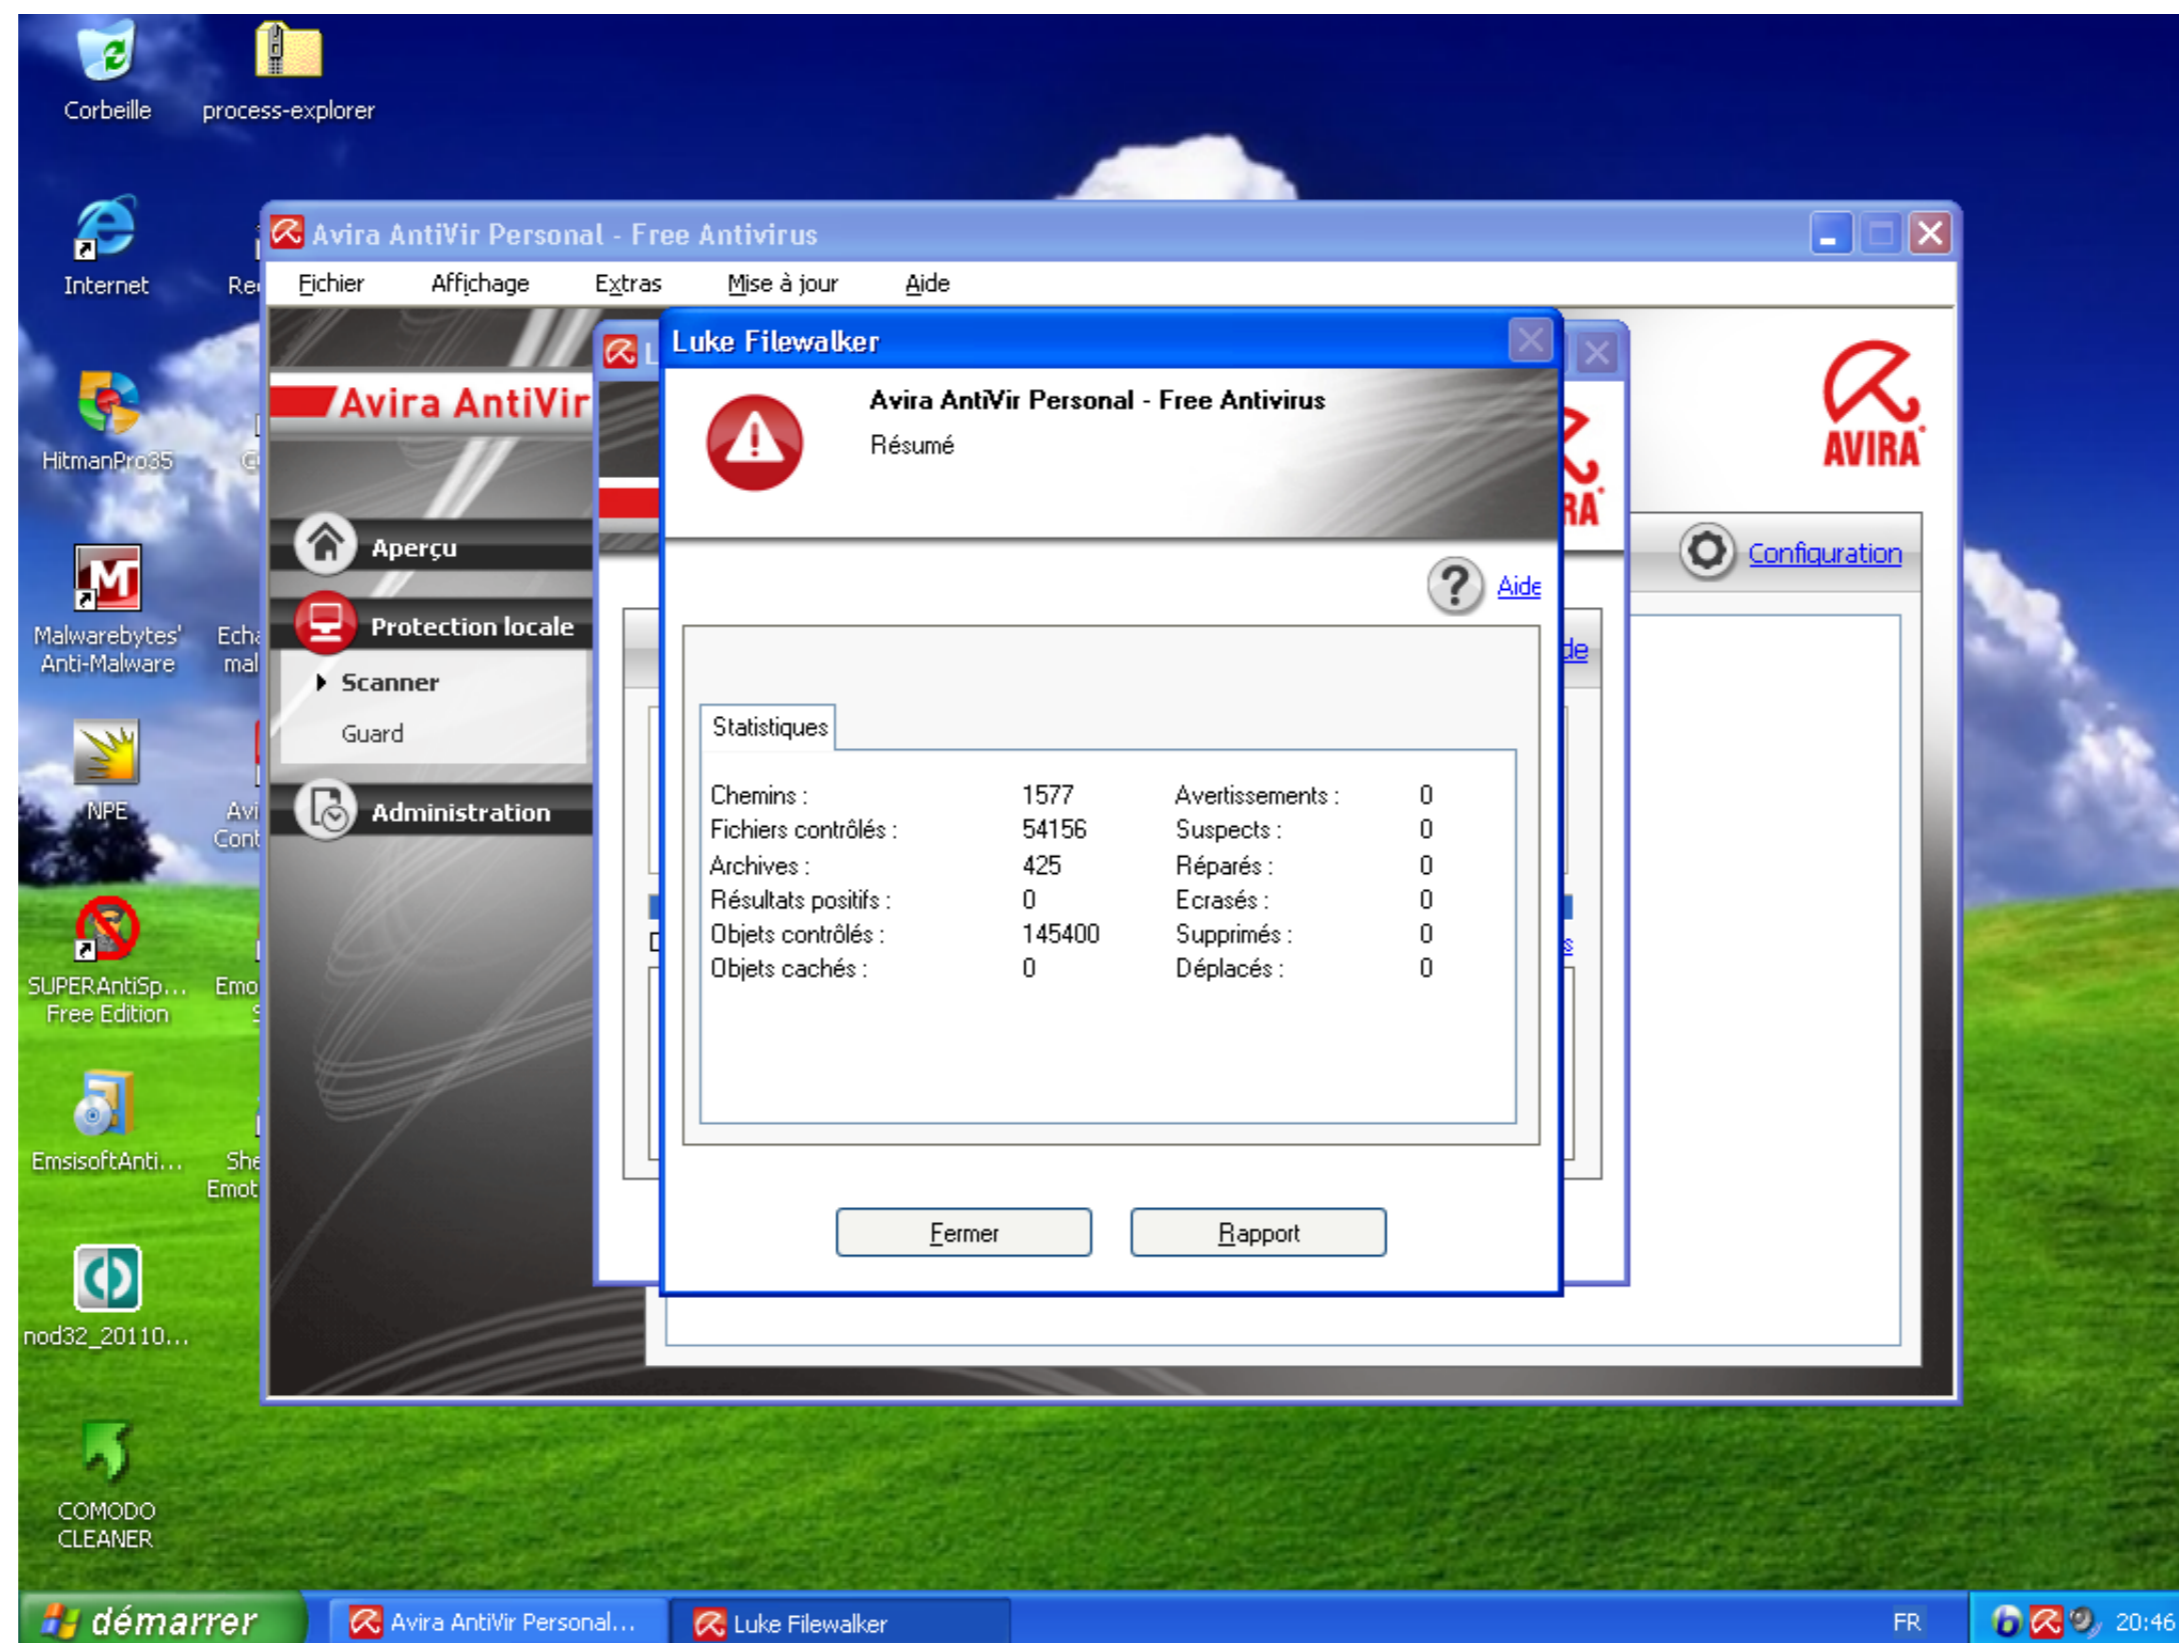 Corbeille
process-explorer
Internet
HitmanPro35
Malwarebytes'
Anti-Malware
NPE
SUPERAntiSp...
Free Edition
EmsisoftAnti...
nod32_20110...
COMODO
CLEANER
Avira AntiVir Personal - Free Antivirus
Fichier Affichage Extras Mise à jour Aide
Avira AntiVir
AVIRA
Configuration
Aperçu
Protection locale
Scanner
Guard
Administration
Luke Filewalker
Avira AntiVir Personal - Free Antivirus
Résumé
Aide
Statistiques
Chemins : 1577 Avertissements : 0
Fichiers contrôlés : 54156 Suspects : 0
Archives : 425 Réparés : 0
Résultats positifs : 0 Ecrasés : 0
Objets contrôlés : 145400 Supprimés : 0
Objets cachés : 0 Déplacés : 0
Fermer Rapport
démarrer
Avira AntiVir Personal...
Luke Filewalker
FR
20:46